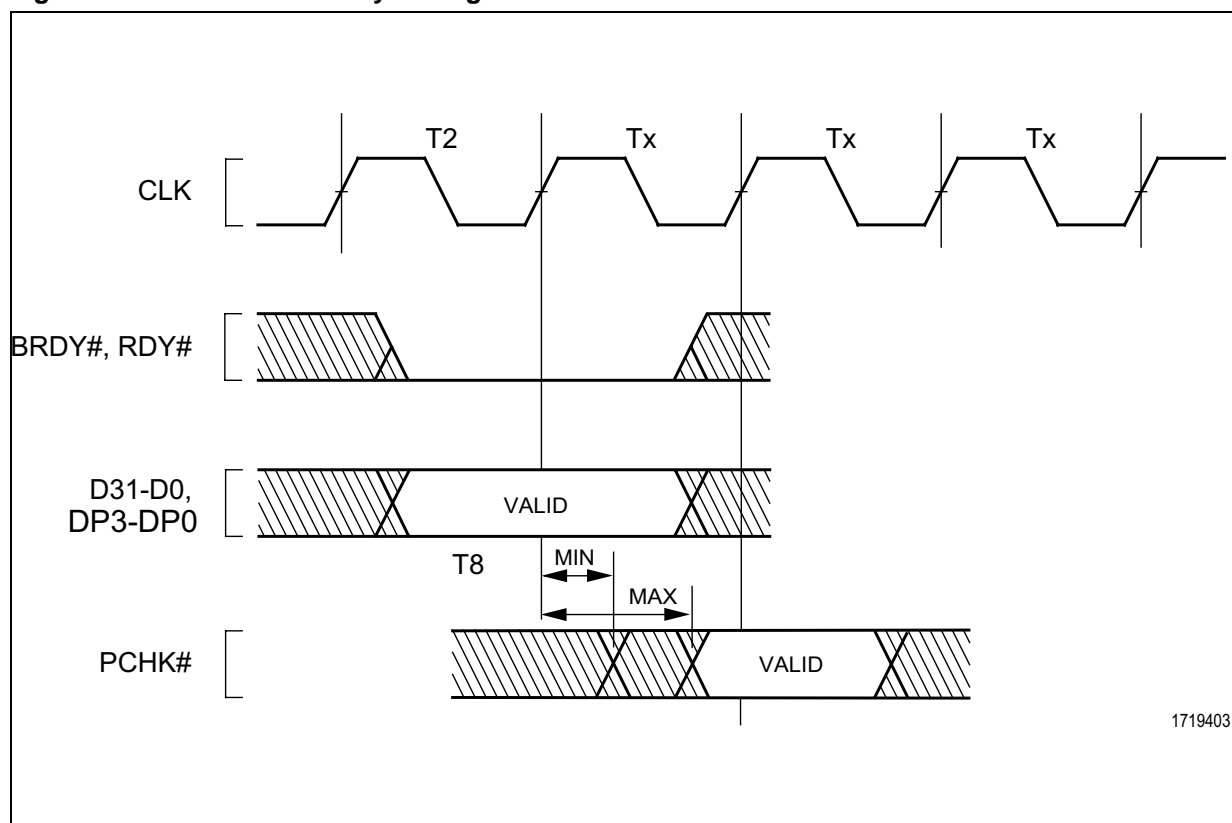 T2 Tx Tx Tx
CLK
BRDY#, RDY#
D31-D0,
DP3-DP0
VALID
T8
MIN
MAX
PCHK#
VALID
1719403